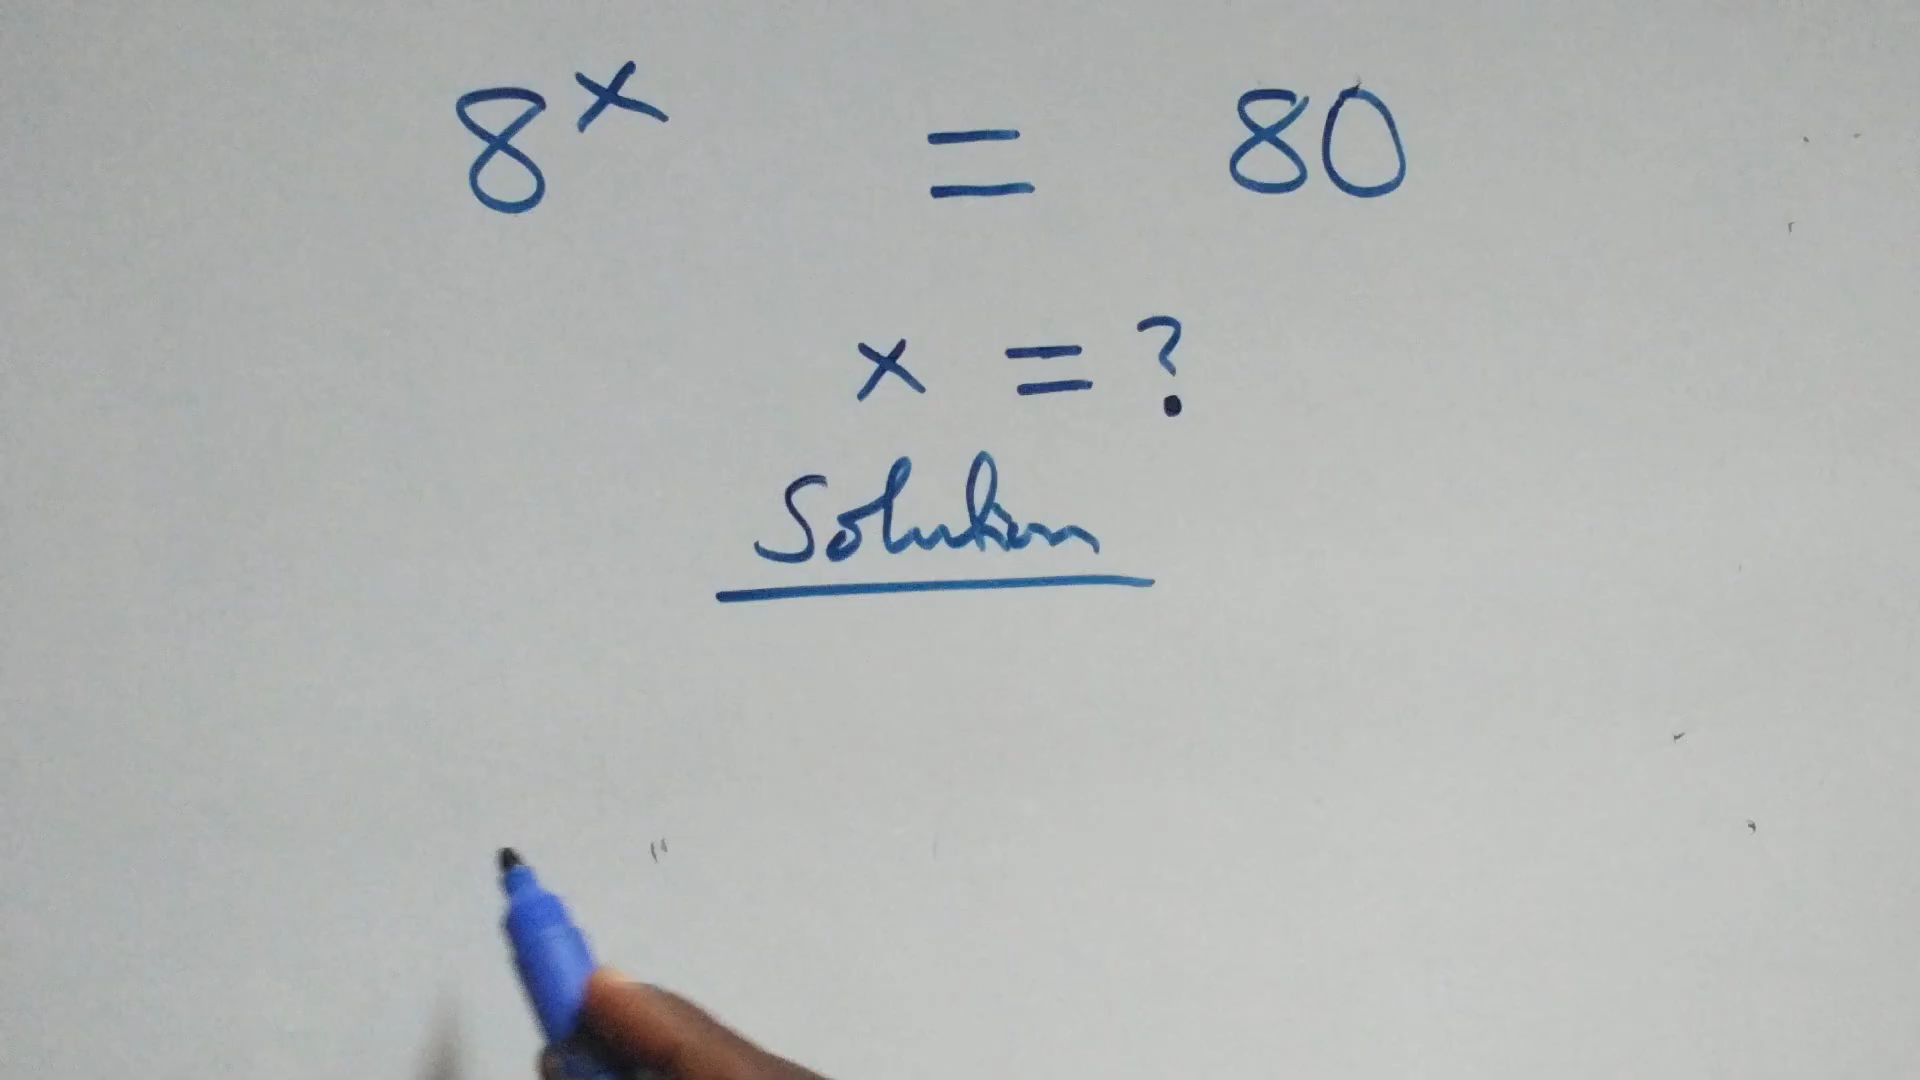 8ˣ = 80
x = ?
Solution